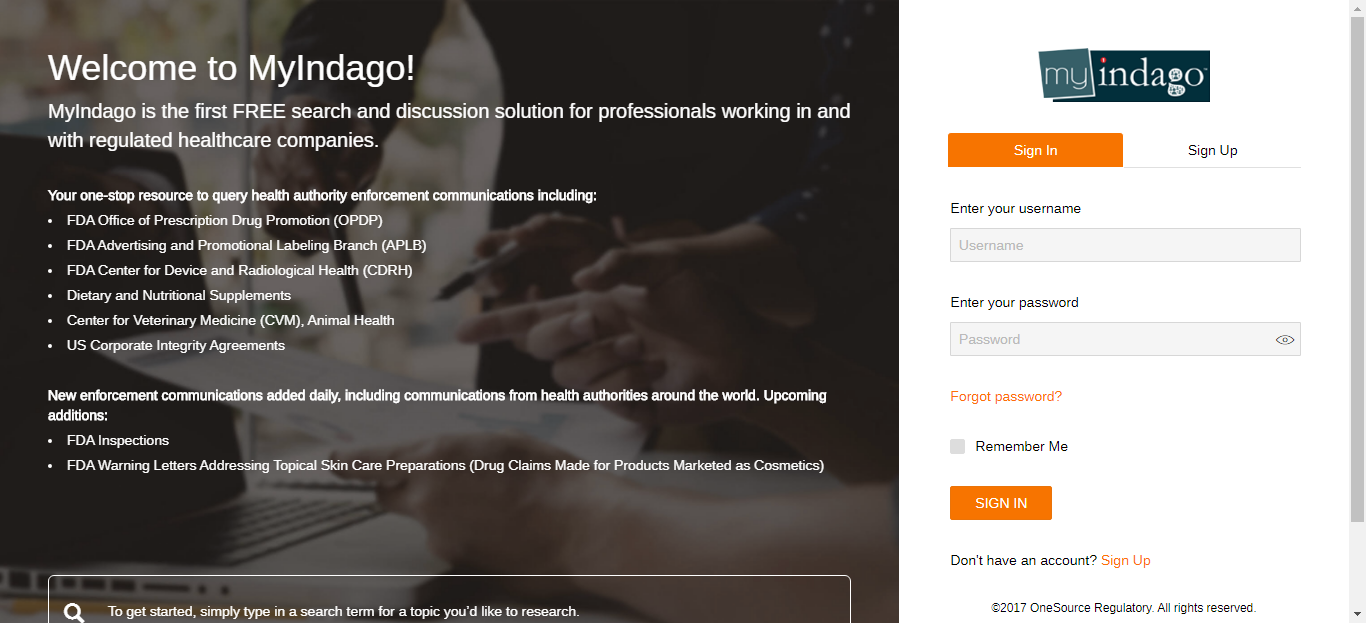 Welcome to MyIndago!
MyIndago is the first FREE search and discussion solution for professionals working in and
with regulated healthcare companies.
Your one-stop resource to query health authority enforcement communications including:
• FDA Office of Prescription Drug Promotion (OPDP)
• FDA Advertising and Promotional Labeling Branch (APLB)
• FDA Center for Device and Radiological Health (CDRH)
• Dietary and Nutritional Supplements
• Center for Veterinary Medicine (CVM), Animal Health
• US Corporate Integrity Agreements
New enforcement communications added daily, including communications from health authorities around the world. Upcoming
additions:
• FDA Inspections
• FDA Warning Letters Addressing Topical Skin Care Preparations (Drug Claims Made for Products Marketed as Cosmetics)
To get started, simply type in a search term for a topic you’d like to research.
my indago
Sign In
Sign Up
Enter your username
Username
Enter your password
Password
Forgot password?
Remember Me
SIGN IN
Don’t have an account? Sign Up
©2017 OneSource Regulatory. All rights reserved.